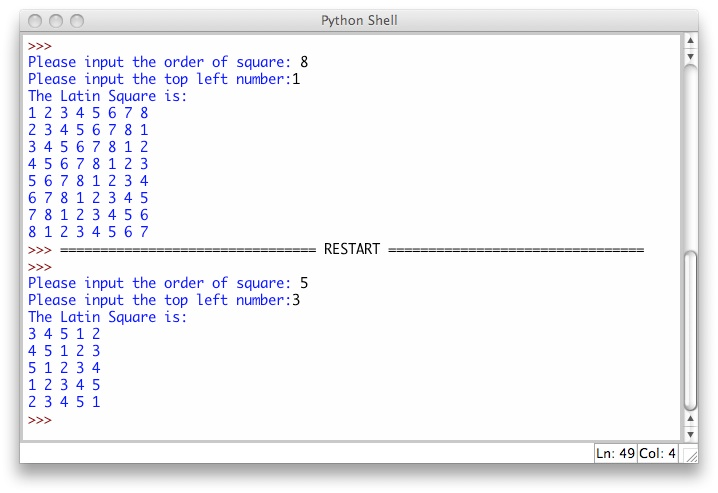 Python Shell
>>>
Please input the order of square: 8
Please input the top left number:1
The Latin Square is:
1 2 3 4 5 6 7 8
2 3 4 5 6 7 8 1
3 4 5 6 7 8 1 2
4 5 6 7 8 1 2 3
5 6 7 8 1 2 3 4
6 7 8 1 2 3 4 5
7 8 1 2 3 4 5 6
8 1 2 3 4 5 6 7
>>> ================================ RESTART ================================
>>>
Please input the order of square: 5
Please input the top left number:3
The Latin Square is:
3 4 5 1 2
4 5 1 2 3
5 1 2 3 4
1 2 3 4 5
2 3 4 5 1
>>>
Ln: 49 Col: 4